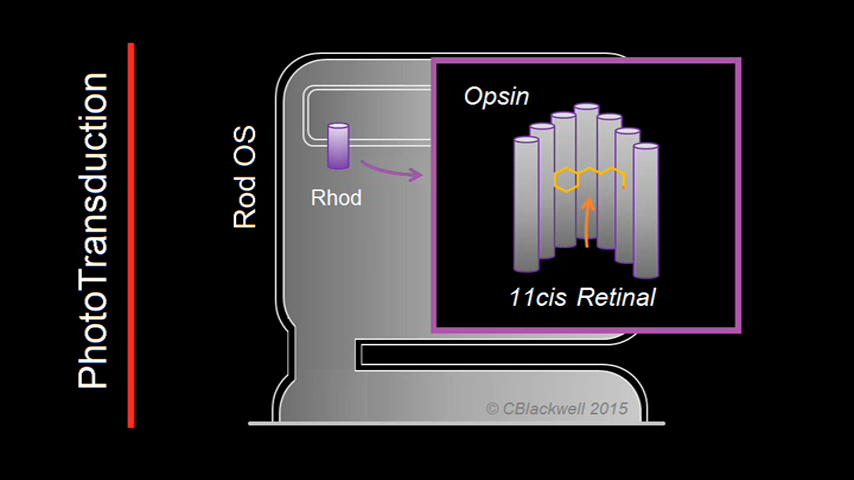 PhotoTransduction
Rod OS
Rhod
Opsin
11cis Retinal
© CBlackwell 2015